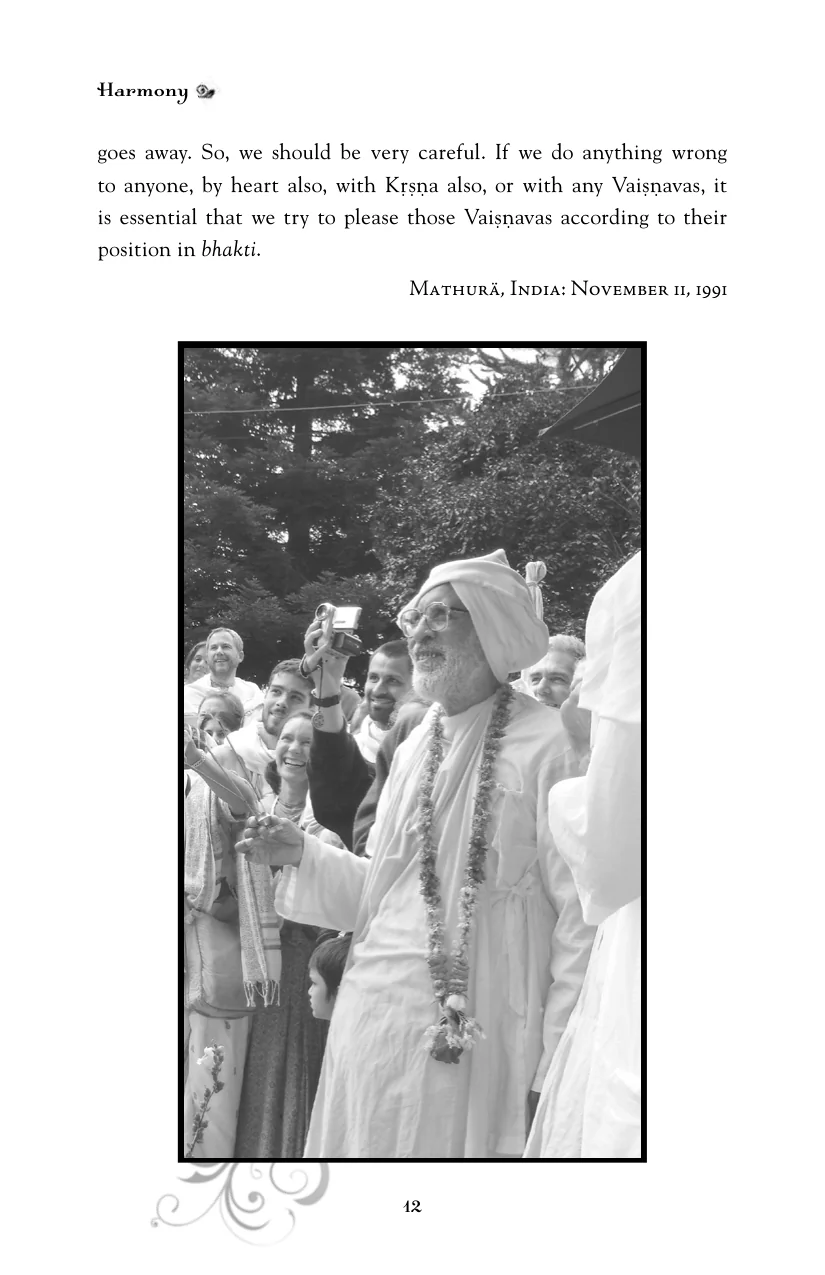 Harmony
goes away. So, we should be very careful. If we do anything wrong
to anyone, by heart also, with Kṛṣṇa also, or with any Vaiṣṇavas, it
is essential that we try to please those Vaiṣṇavas according to their
position in bhakti.
Mathurä, India: November 11, 1991
12